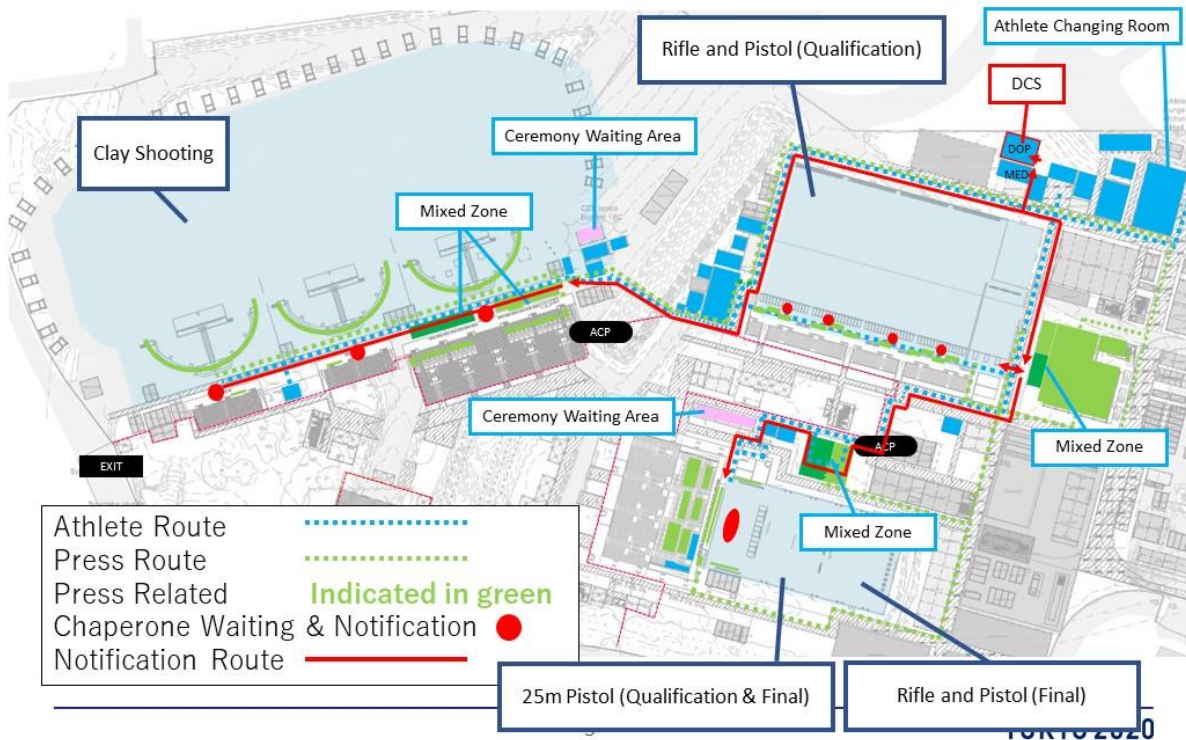 Athlete Changing Room
Rifle and Pistol (Qualification)
DCS
Ceremony Waiting Area
Clay Shooting
DOP
MED
Mixed Zone
ACP
Ceremony Waiting Area
ACP
Mixed Zone
EXIT
Mixed Zone
Athlete Route
Press Route
Press Related Indicated in green
Chaperone Waiting & Notification
Notification Route
25m Pistol (Qualification & Final)
Rifle and Pistol (Final)
TOKYO 2020